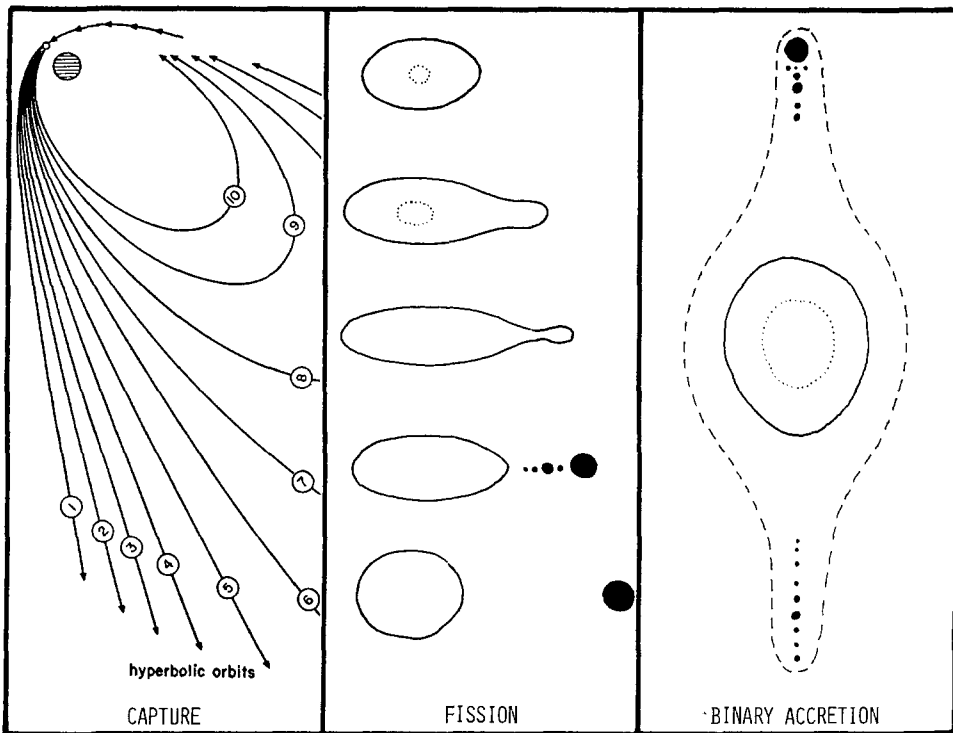 10
9
8
7
1
2
3
4
5
6
hyperbolic orbits
CAPTURE
FISSION
BINARY ACCRETION